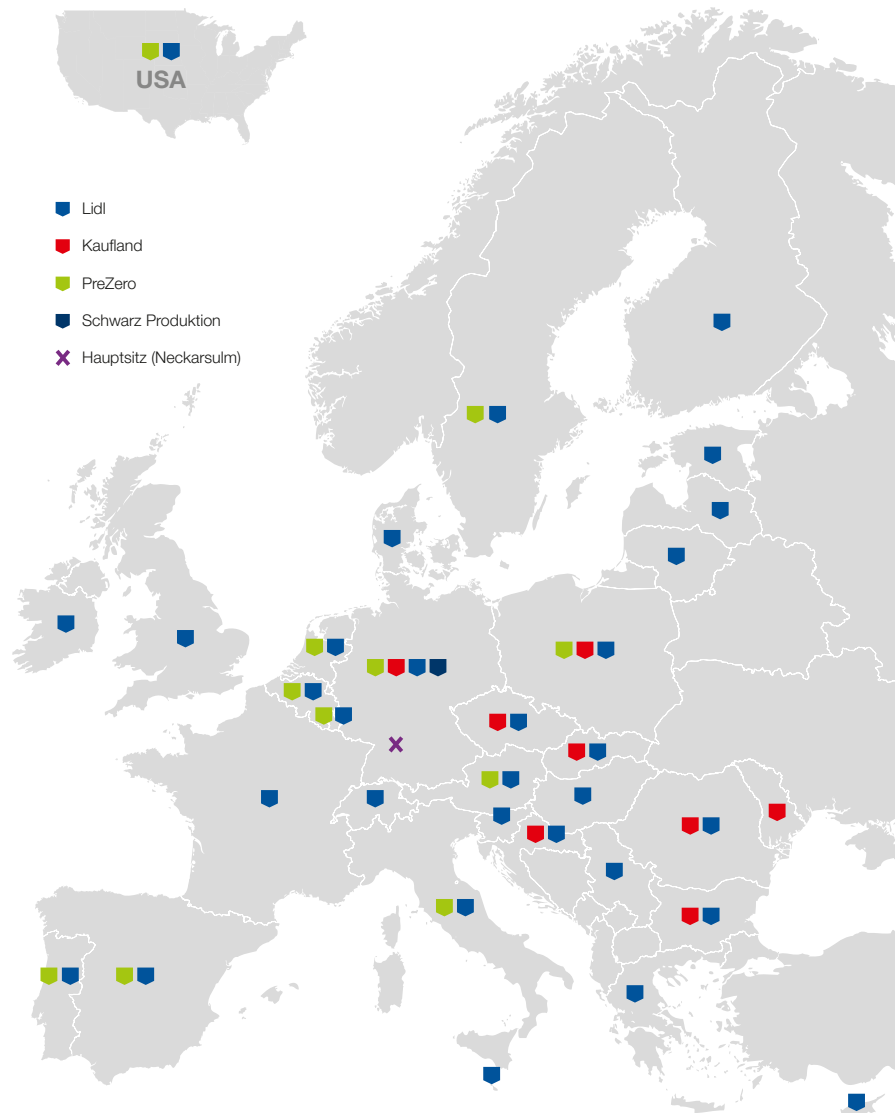 USA
Lidl
Kaufland
PreZero
Schwarz Produktion
Hauptsitz (Neckarsulm)